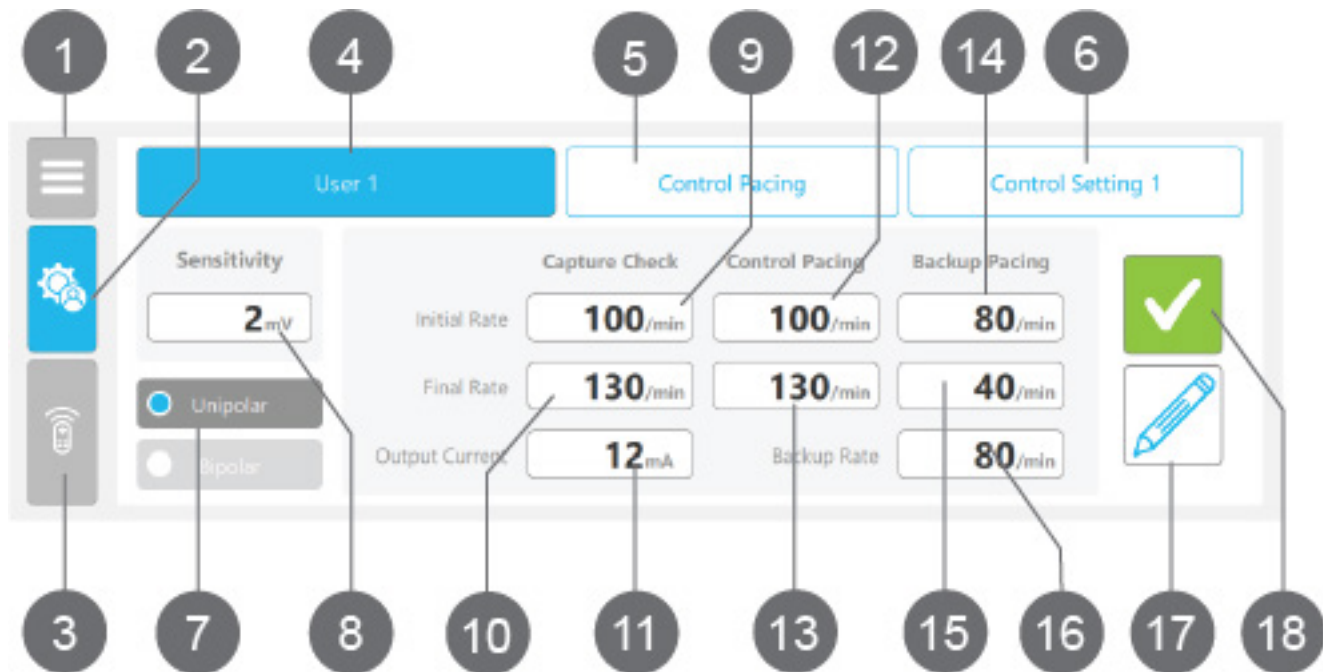 1 2 4 5 9 12 14 6
User 1 Control Pacing Control Setting 1
Sensitivity Capture Check Control Pacing Backup Pacing
2mV Initial Rate 100/min 100/min 80/min
Unipolar Final Rate 130/min 130/min 40/min
Bipolar Output Current 12mA Backup Rate 80/min
3 7 8 10 11 13 15 16 17 18